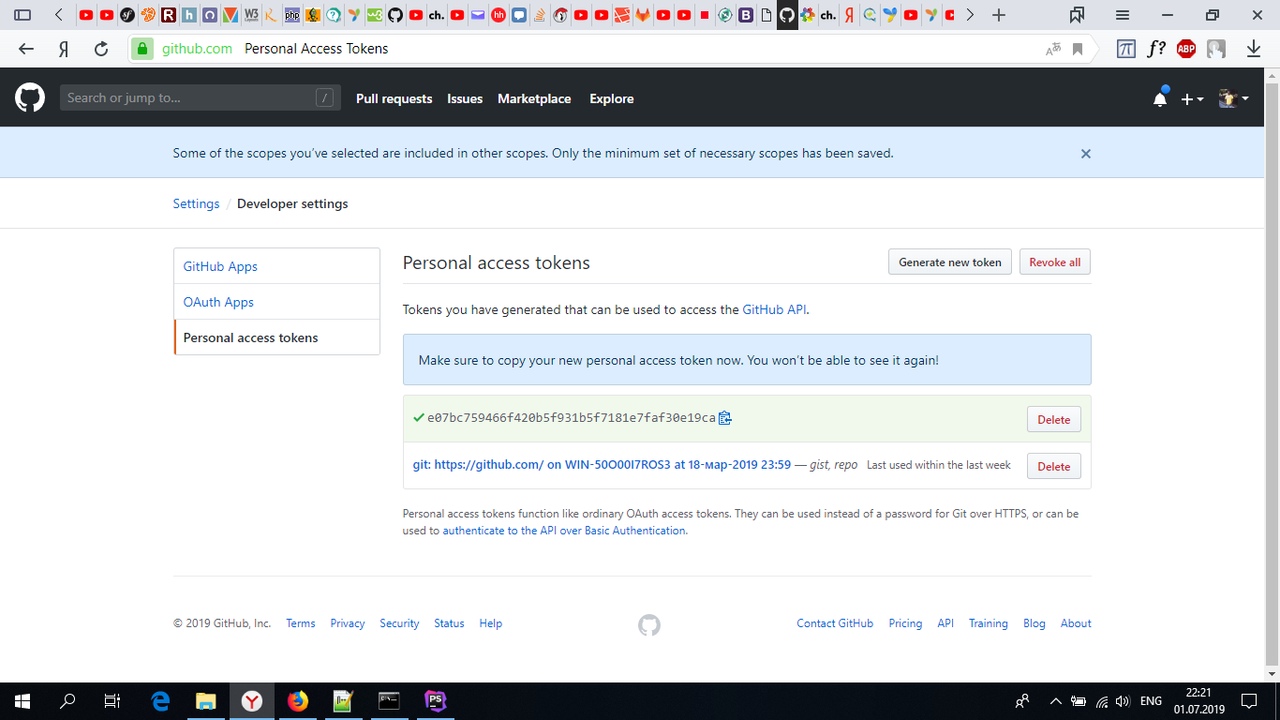 github.com Personal Access Tokens
Search or jump to... /
Pull requests Issues Marketplace Explore
Some of the scopes you’ve selected are included in other scopes. Only the minimum set of necessary scopes has been saved.
Settings / Developer settings
GitHub Apps
OAuth Apps
Personal access tokens
Personal access tokens
Generate new token
Revoke all
Tokens you have generated that can be used to access the GitHub API.
Make sure to copy your new personal access token now. You won’t be able to see it again!
e07bc759466f420b5f931b5f7181e7faf30e19ca
Delete
git: https://github.com/ on WIN-50O00I7ROS3 at 18-мар-2019 23:59 — gist, repo Last used within the last week
Delete
Personal access tokens function like ordinary OAuth access tokens. They can be used instead of a password for Git over HTTPS, or can be
used to authenticate to the API over Basic Authentication.
© 2019 GitHub, Inc. Terms Privacy Security Status Help
Contact GitHub Pricing API Training Blog About
ENG
22:21
01.07.2019